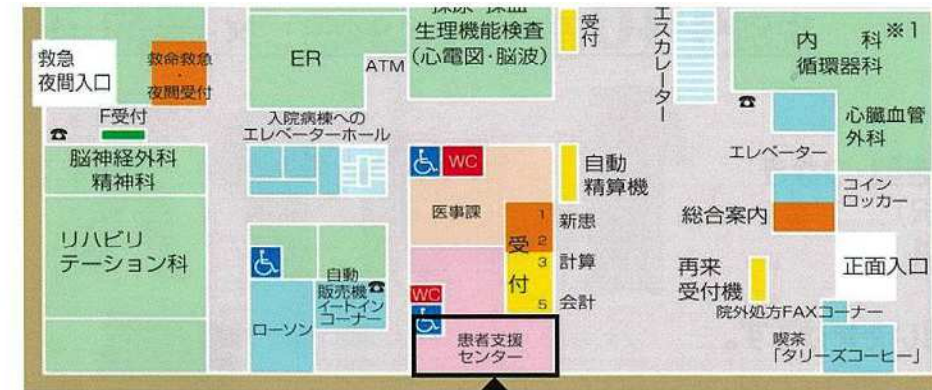 生理機能検査
(心電図・脳波)
受付
エスカレーター
内 科 ※1
循環器科
救急
夜間入口
救命救急
・
夜間受付
ER
ATM
F受付
入院病棟への
エレベーターホール
心臓血管
外科
脳神経外科
精神科
WC
自動
精算機
エレベーター
コイン
ロッカー
医事課
1
新患
総合案内
2
受付
リハビリ
テーション科
3
計算
再来
受付機
正面入口
自動
販売機
イートイン
コーナー
WC
5
会計
院外処方FAXコーナー
ローソン
患者支援
センター
喫茶
「タリーズコーヒー」